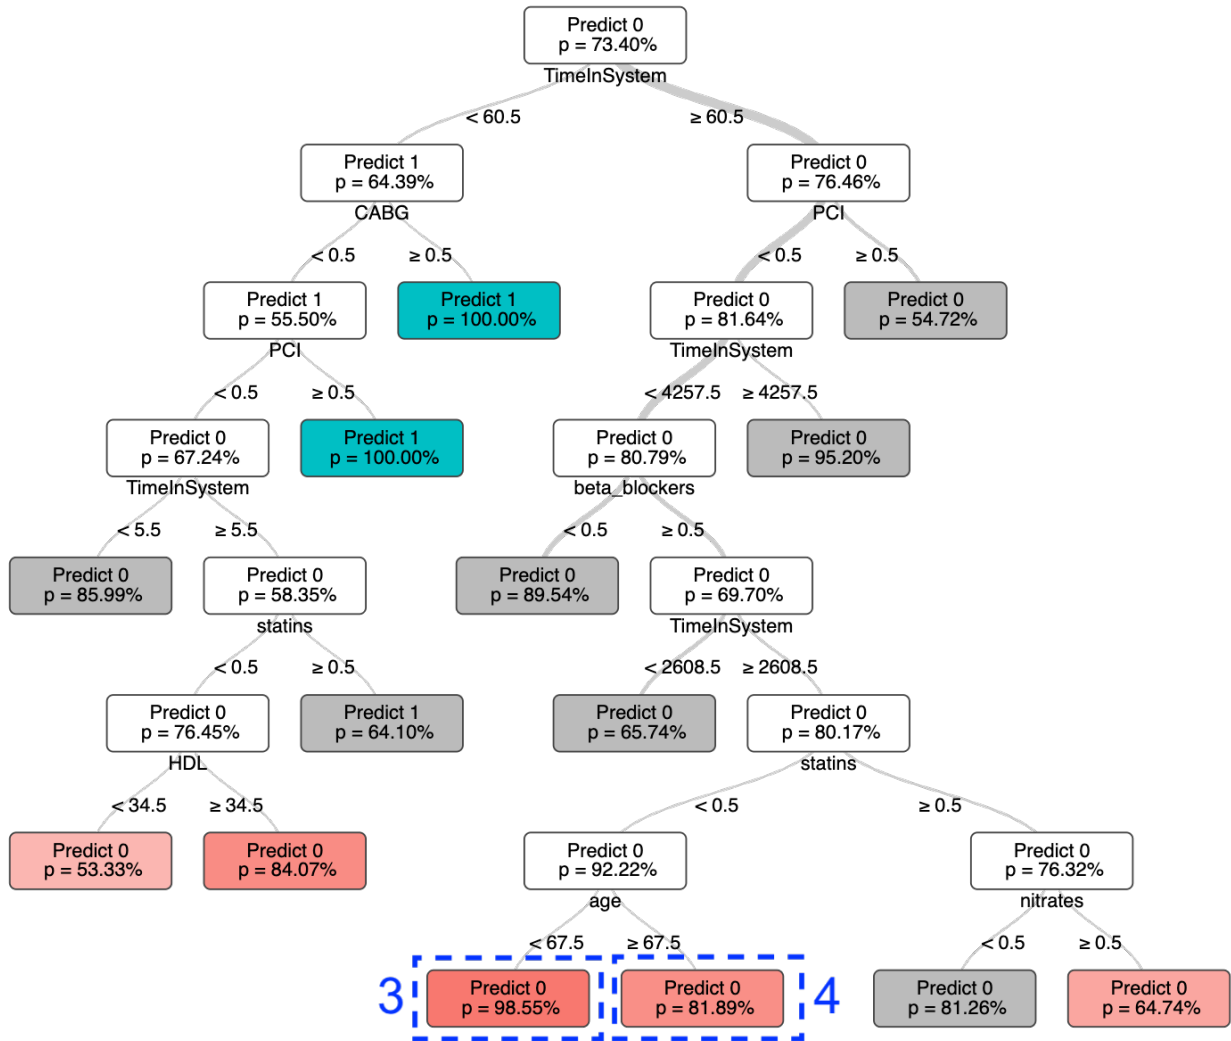 Predict 0
p = 73.40%
TimeInSystem
< 60.5
≥ 60.5
Predict 1
p = 64.39%
CABG
Predict 0
p = 76.46%
PCI
< 0.5
≥ 0.5
< 0.5
≥ 0.5
Predict 1
p = 55.50%
PCI
Predict 1
p = 100.00%
Predict 0
p = 81.64%
TimeInSystem
Predict 0
p = 54.72%
< 0.5
≥ 0.5
< 4257.5
≥ 4257.5
Predict 0
p = 67.24%
TimeInSystem
Predict 1
p = 100.00%
Predict 0
p = 80.79%
beta_blockers
Predict 0
p = 95.20%
< 5.5
≥ 5.5
< 0.5
≥ 0.5
Predict 0
p = 85.99%
Predict 0
p = 58.35%
statins
Predict 0
p = 89.54%
Predict 0
p = 69.70%
TimeInSystem
< 0.5
≥ 0.5
< 2608.5
≥ 2608.5
Predict 0
p = 76.45%
HDL
Predict 1
p = 64.10%
Predict 0
p = 65.74%
Predict 0
p = 80.17%
statins
< 34.5
≥ 34.5
< 0.5
≥ 0.5
Predict 0
p = 53.33%
Predict 0
p = 84.07%
Predict 0
p = 92.22%
age
Predict 0
p = 76.32%
nitrates
< 67.5
≥ 67.5
< 0.5
≥ 0.5
3
Predict 0
p = 98.55%
Predict 0
p = 81.89%
4
Predict 0
p = 81.26%
Predict 0
p = 64.74%